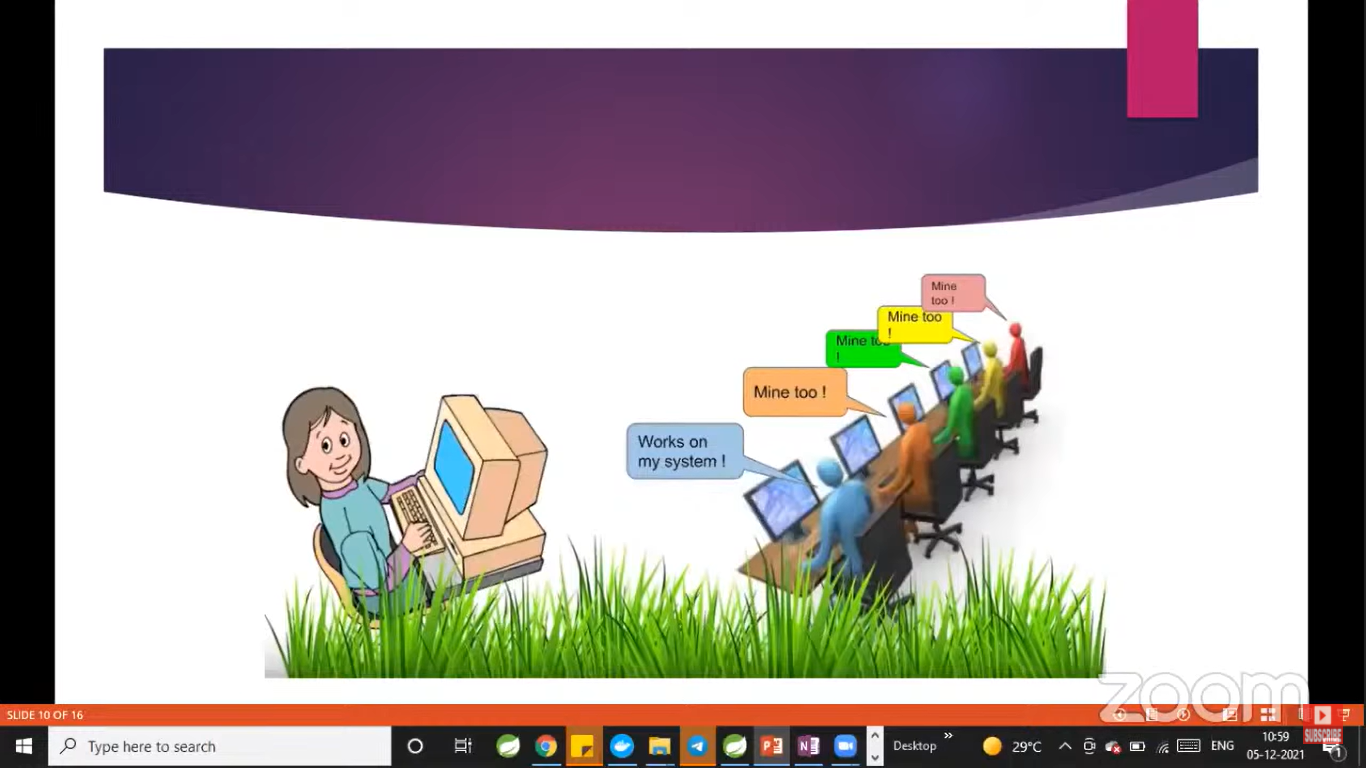 Mine
too !
Mine too
!
Mine too
!
Mine too !
Works on
my system !
zoom
SLIDE 10 OF 16
SUBSCRIBE
Type here to search
Desktop
29°C
ENG
10:59
05-12-2021
1